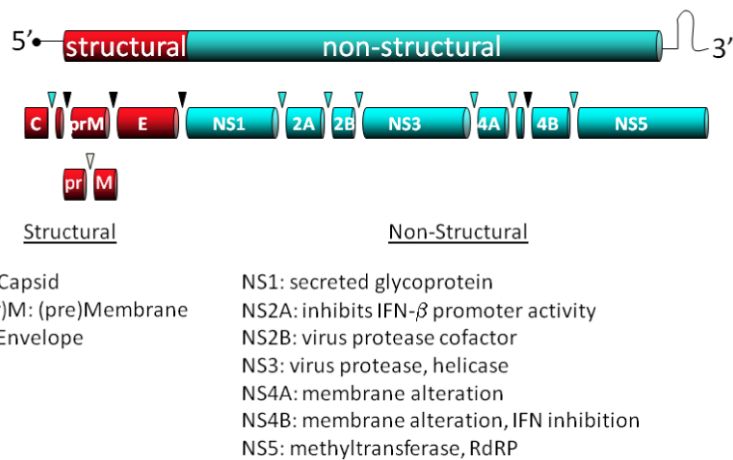 5’ structural non-structural 3’
C prM E NS1 2A 2B NS3 4A 4B NS5
pr M
Structural Non-Structural
Capsid NS1: secreted glycoprotein
)M: (pre)Membrane NS2A: inhibits IFN-β promoter activity
Envelope NS2B: virus protease cofactor
NS3: virus protease, helicase
NS4A: membrane alteration
NS4B: membrane alteration, IFN inhibition
NS5: methyltransferase, RdRP